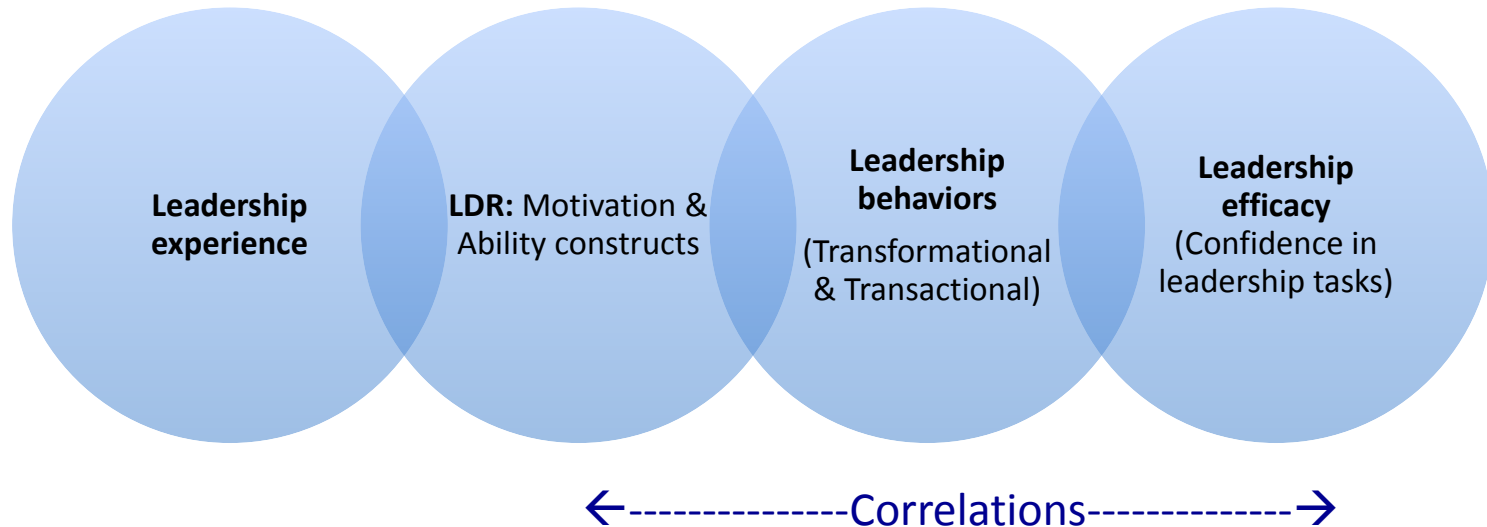 Leadership
experience
LDR: Motivation &
Ability constructs
Leadership
behaviors
(Transformational
& Transactional)
Leadership
efficacy
(Confidence in
leadership tasks)
←---------------Correlations--------------→